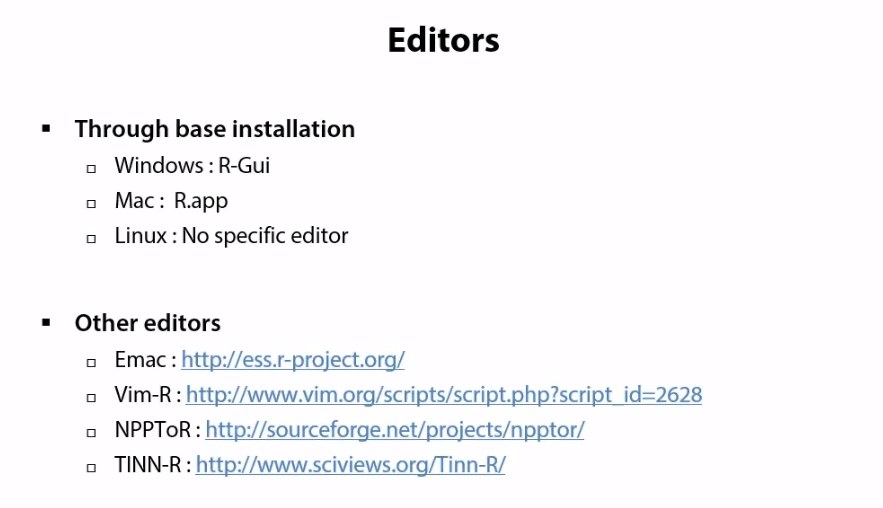 Editors
Through base installation
Windows : R-Gui
Mac : R.app
Linux : No specific editor
Other editors
Emac : http://ess.r-project.org/
Vim-R : http://www.vim.org/scripts/script.php?script_id=2628
NPPToR : http://sourceforge.net/projects/npptor/
TINN-R : http://www.sciviews.org/Tinn-R/